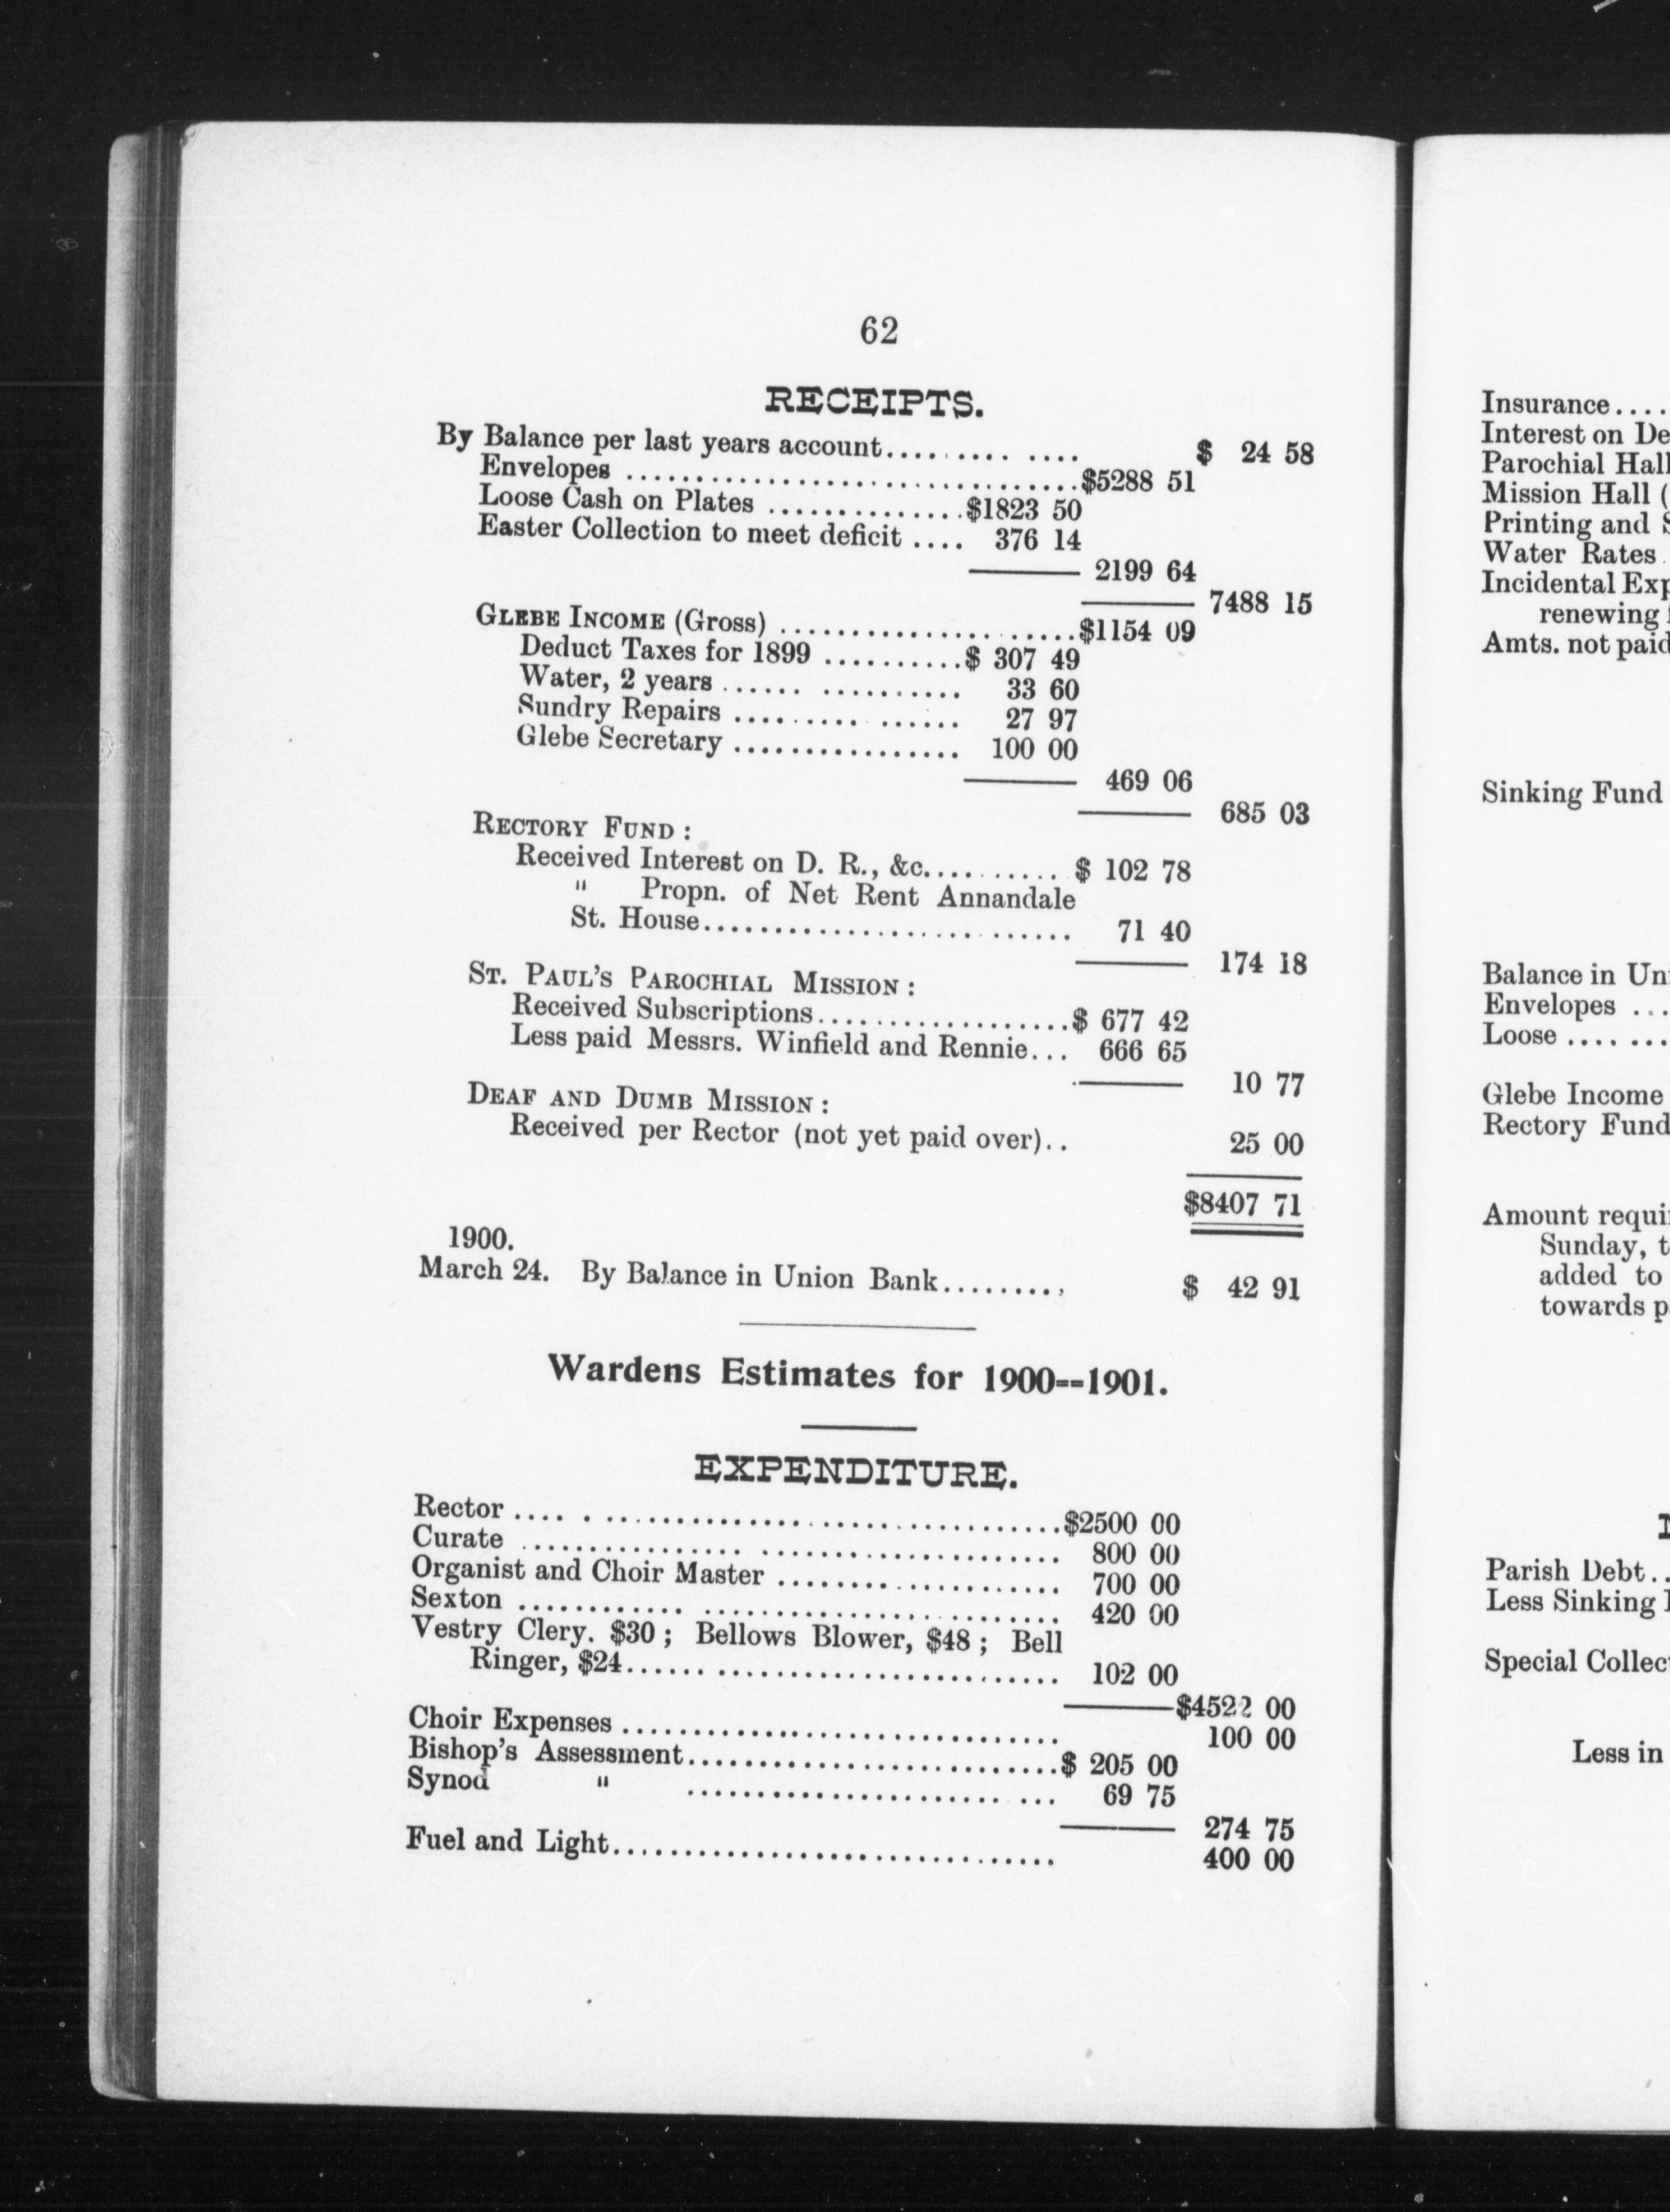 62
RECEIPTS.
By Balance per last years account.... .... .... $ 24 58
Envelopes ................................$5288 51
Loose Cash on Plates ..............$1823 50
Easter Collection to meet deficit .... 376 14
2199 64
7488 15
GLEBE INCOME (Gross) .....................$1154 09
Deduct Taxes for 1899 ..........$ 307 49
Water, 2 years ...... .......... 33 60
Sundry Repairs ......... ...... 27 97
Glebe Secretary ................ 100 00
469 06
685 03
RECTORY FUND :
Received Interest on D. R., &c.......... $ 102 78
" Propn. of Net Rent Annandale
St. House.......................... 71 40
174 18
ST. PAUL'S PAROCHIAL MISSION :
Received Subscriptions..................$ 677 42
Less paid Messrs. Winfield and Rennie... 666 65
10 77
DEAF AND DUMB MISSION :
Received per Rector (not yet paid over).. 25 00
$8407 71
1900.
March 24. By Balance in Union Bank........, $ 42 91
Wardens Estimates for 1900--1901.
EXPENDITURE.
Rector .... . ................................$2500 00
Curate ................ ..................... 800 00
Organist and Choir Master .................... 700 00
Sexton ............ ......................... 420 00
Vestry Clery. $30 ; Bellows Blower, $48 ; Bell
Ringer, $24...... ........................ 102 00
$4522 00
Choir Expenses ............................... 100 00
Bishop's Assessment..........................$ 205 00
Synod " ...................... ... 69 75
274 75
Fuel and Light............................... 400 00
Insurance....
Interest on De
Parochial Hall
Mission Hall (
Printing and S
Water Rates .
Incidental Exp
renewing
Amts. not paid
Sinking Fund
Balance in Uni
Envelopes ...
Loose .... ...
Glebe Income
Rectory Fund
Amount requi
Sunday, t
added to
towards p
Parish Debt..
Less Sinking
Special Collect
Less in